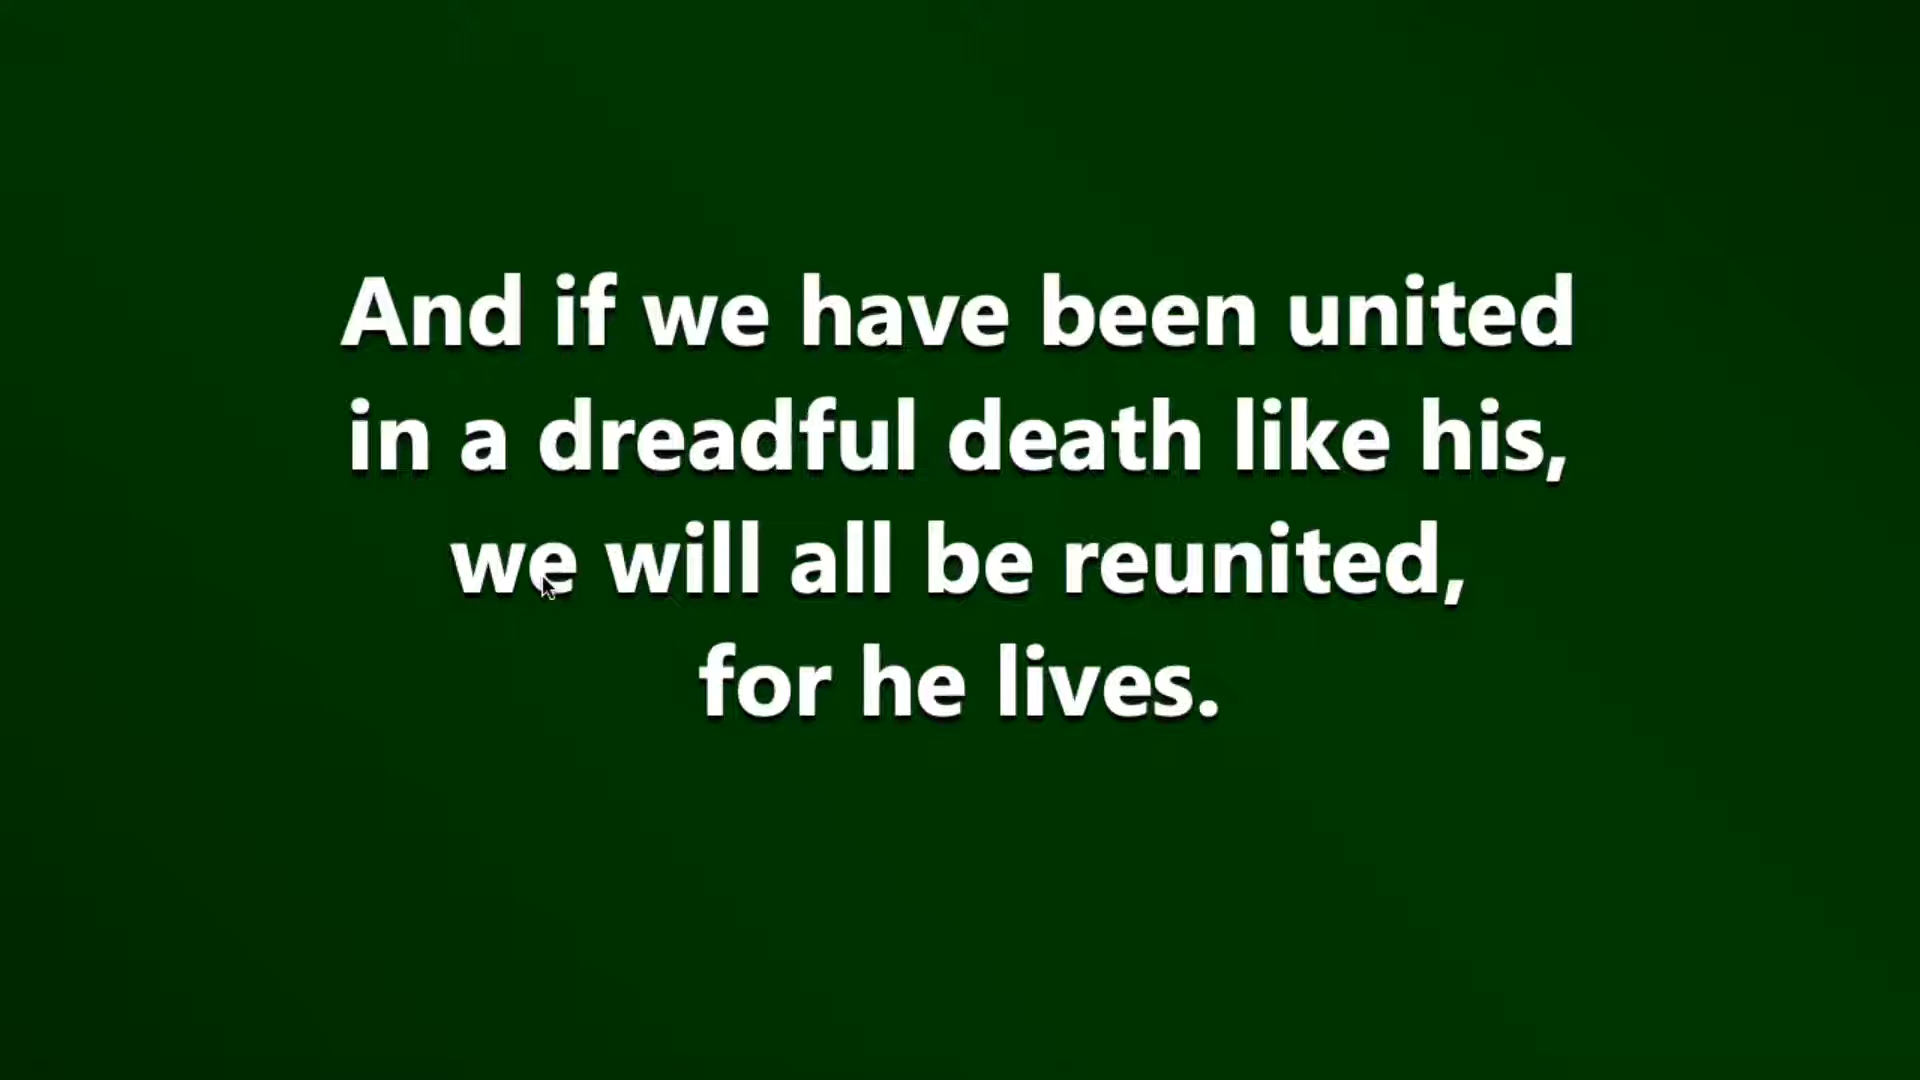 And if we have been united
in a dreadful death like his,
we will all be reunited,
for he lives.